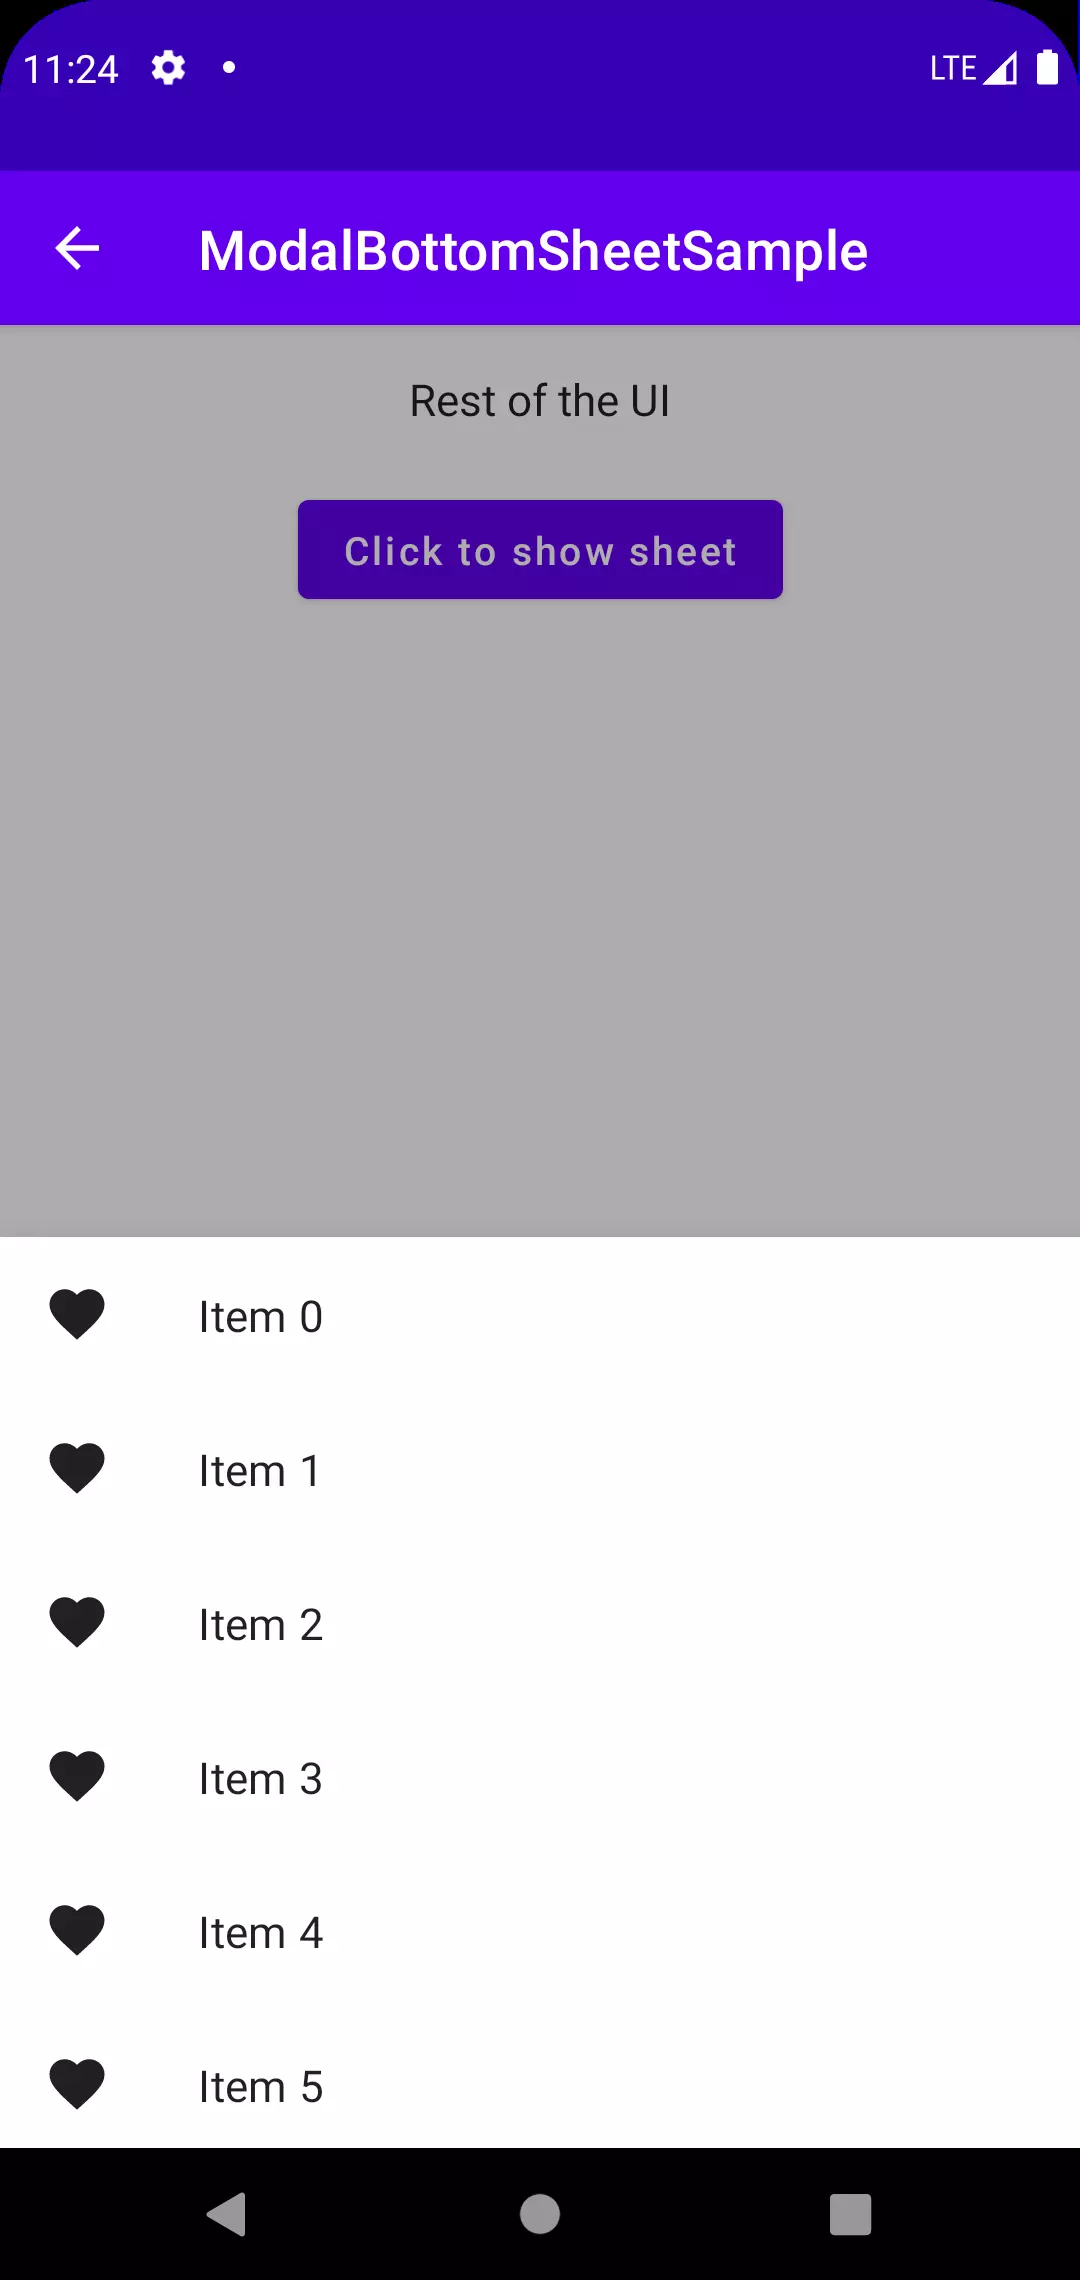 11:24 LTE
ModalBottomSheetSample
Rest of the UI
Click to show sheet
Item 0
Item 1
Item 2
Item 3
Item 4
Item 5